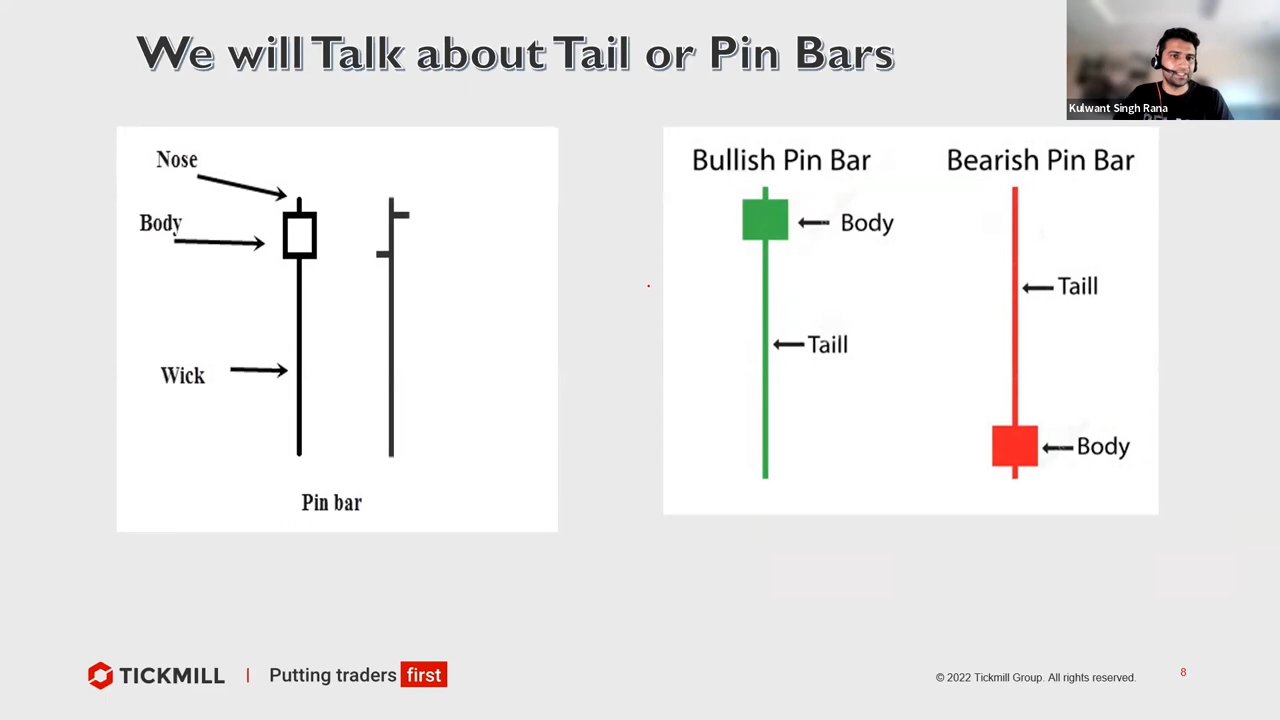 We will Talk about Tail or Pin Bars
Kulwant Singh Rana
Nose
Body
Wick
Pin bar
Bullish Pin Bar
Bearish Pin Bar
Body
Taill
Taill
Body
TICKMILL | Putting traders first
© 2022 Tickmill Group. All rights reserved.
8